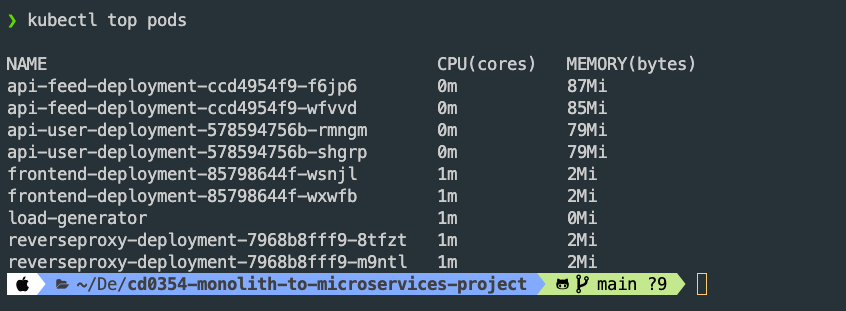 ❯ kubectl top pods
NAME CPU(cores) MEMORY(bytes)
api-feed-deployment-ccd4954f9-f6jp6 0m 87Mi
api-feed-deployment-ccd4954f9-wfvvd 0m 85Mi
api-user-deployment-578594756b-rmngm 0m 79Mi
api-user-deployment-578594756b-shgrp 0m 79Mi
frontend-deployment-85798644f-wsnjl 1m 2Mi
frontend-deployment-85798644f-wxwfb 1m 2Mi
load-generator 1m 0Mi
reverseproxy-deployment-7968b8fff9-8tfzt 1m 2Mi
reverseproxy-deployment-7968b8fff9-m9ntl 1m 2Mi
~/De/cd0354-monolith-to-microservices-project main ?9